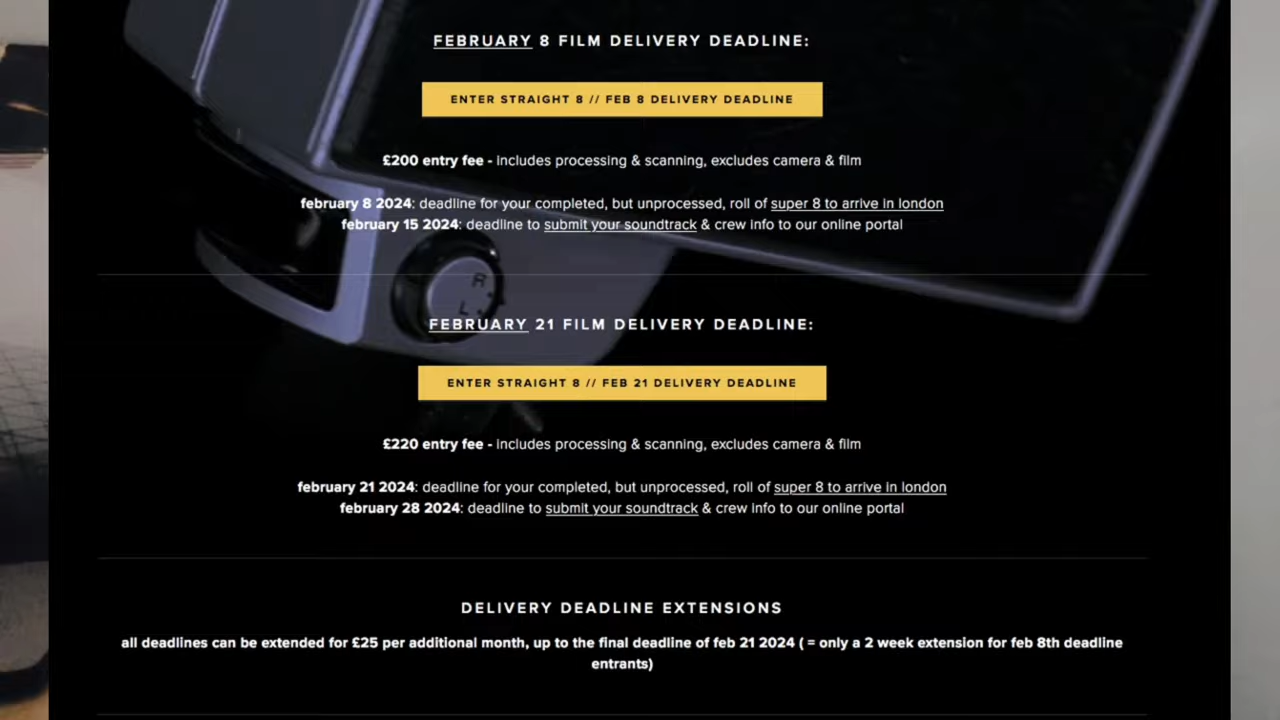 FEBRUARY 8 FILM DELIVERY DEADLINE:
ENTER STRAIGHT 8 // FEB 8 DELIVERY DEADLINE
£200 entry fee - includes processing & scanning, excludes camera & film
february 8 2024: deadline for your completed, but unprocessed, roll of super 8 to arrive in london
february 15 2024: deadline to submit your soundtrack & crew info to our online portal
R
L
FEBRUARY 21 FILM DELIVERY DEADLINE:
ENTER STRAIGHT 8 // FEB 21 DELIVERY DEADLINE
£220 entry fee - includes processing & scanning, excludes camera & film
february 21 2024: deadline for your completed, but unprocessed, roll of super 8 to arrive in london
february 28 2024: deadline to submit your soundtrack & crew info to our online portal
DELIVERY DEADLINE EXTENSIONS
all deadlines can be extended for £25 per additional month, up to the final deadline of feb 21 2024 ( = only a 2 week extension for feb 8th deadline
entrants)